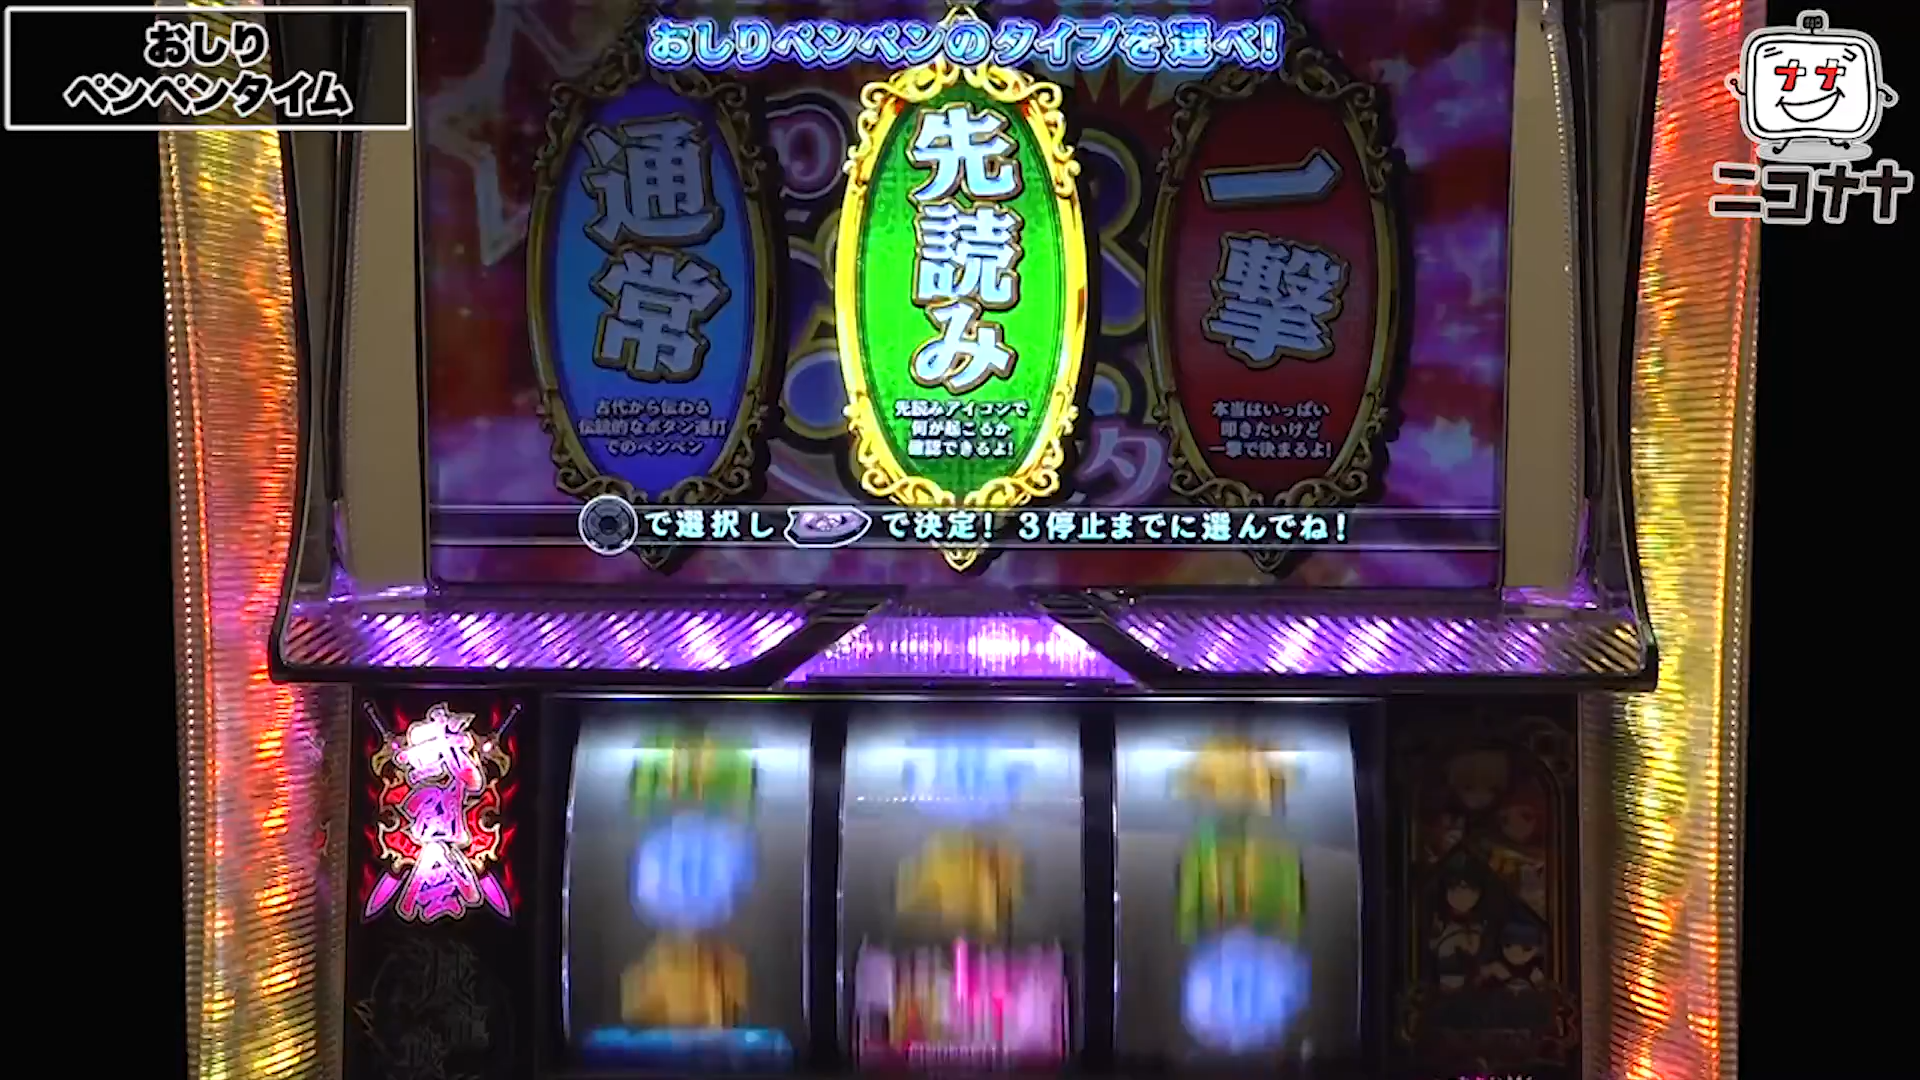 おしり
ペンペンタイム
おしりペンペンのタイプを選べ!
通常
古代から伝わる
伝統的なボタン連打
でのペンペン
先読み
先読みアイコンで
何が起こるか
確認できるよ!
一撃
本当はいっぱい
叩きたいけど
一撃で決まるよ!
で選択し で決定! 3停止までに選んでね!
ニコナナ
武剣会